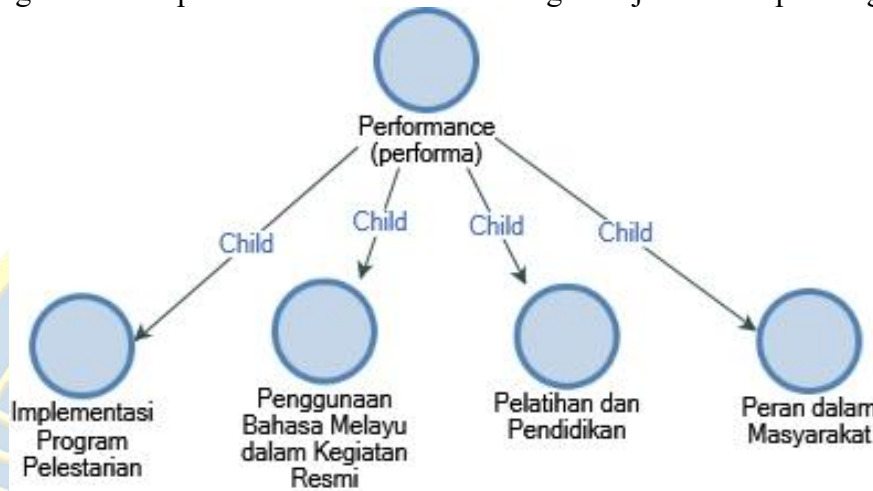 Performance
(performa)
Child
Child
Child
Child
Implementasi
Program
Pelestarian
Penggunaan
Bahasa Melayu
dalam Kegiatan
Resmi
Pelatihan dan
Pendidikan
Peran dalam
Masyarakat